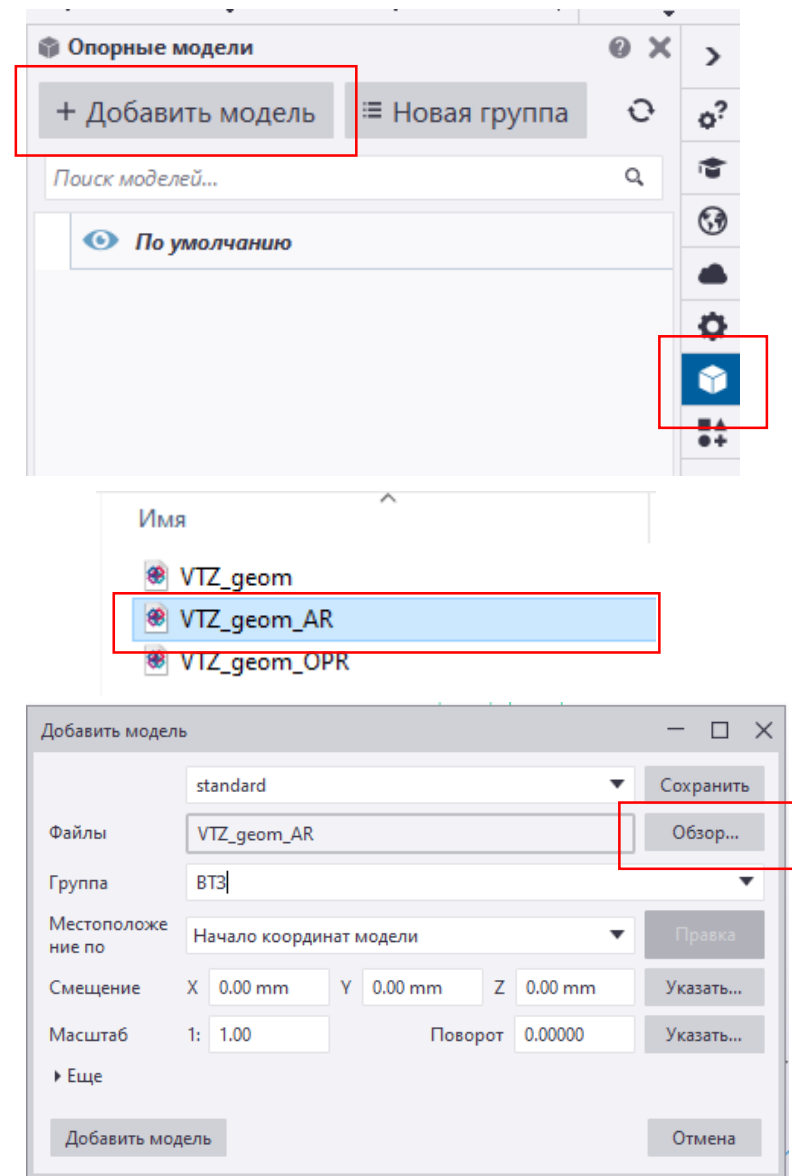 Опорные модели
+ Добавить модель
Новая группа
Поиск моделей...
По умолчанию
Имя
VTZ_geom
VTZ_geom_AR
VTZ_geom_OPR
Добавить модель
standard
Сохранить
Файлы
VTZ_geom_AR
Обзор...
Группа
ВТЗ
Местоположе
ние по
Начало координат модели
Правка
Смещение X 0.00 mm Y 0.00 mm Z 0.00 mm Указать...
Масштаб 1: 1.00 Поворот 0.00000 Указать...
Еще
Добавить модель
Отмена